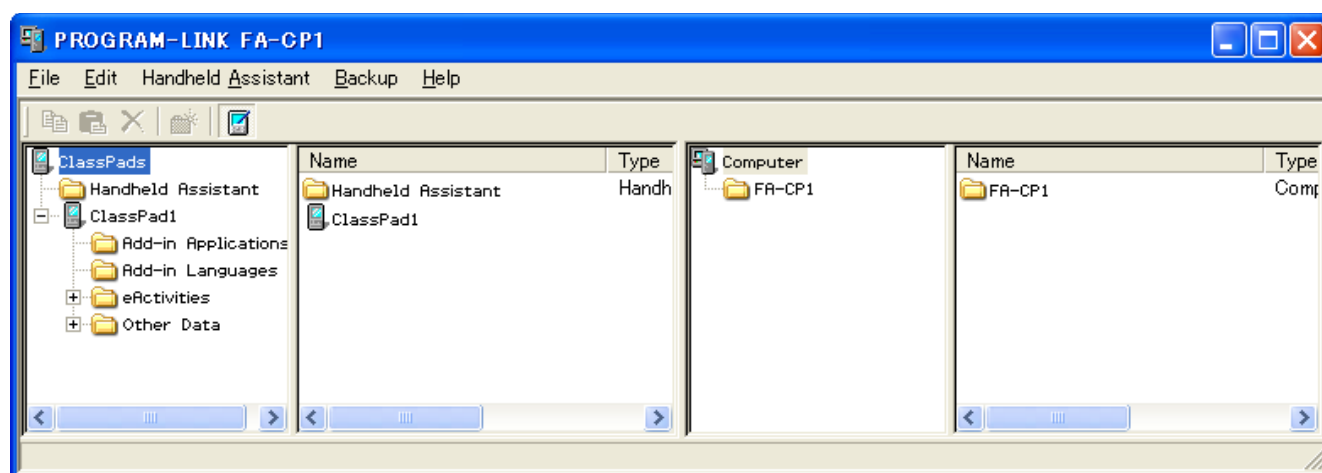 PROGRAM-LINK FA-CP1
File Edit Handheld Assistant Backup Help
ClassPads
Handheld Assistant
ClassPad1
Add-in Applications
Add-in Languages
eActivities
Other Data
Name Type
Handheld Assistant Handh
ClassPad1
Computer
FA-CP1
Name Type
FA-CP1 Comp